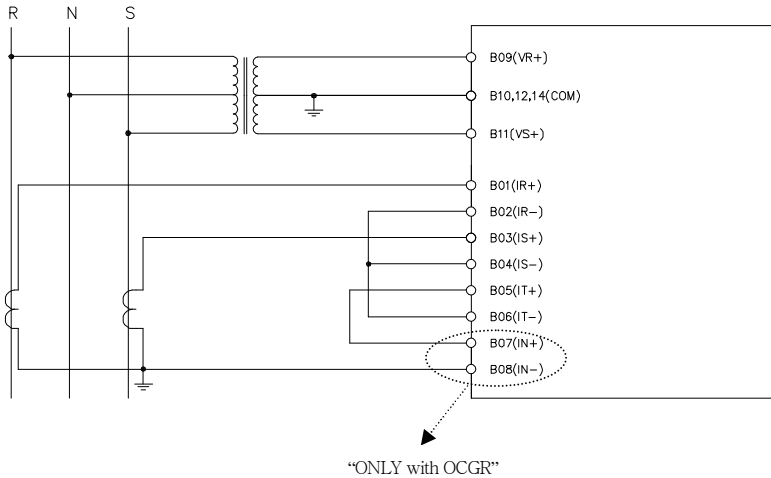 R N S
B09(VR+)
B10,12,14(COM)
B11(VS+)
B01(IR+)
B02(IR-)
B03(IS+)
B04(IS-)
B05(IT+)
B06(IT-)
B07(IN+)
B08(IN-)
“ONLY with OCGR”